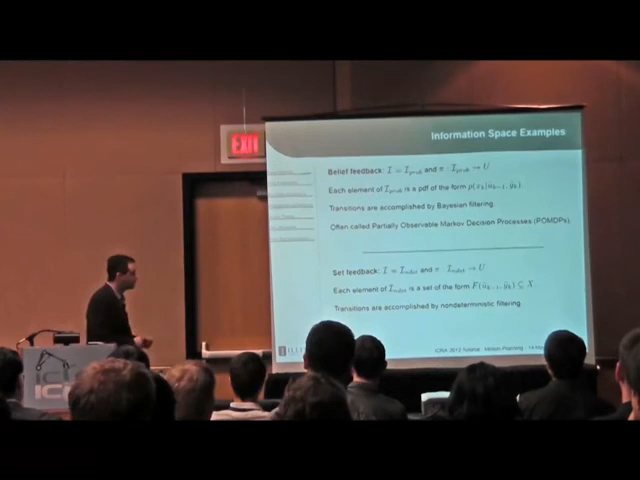 EXIT
Information Space Examples
Belief feedback: I = I_prob and π : I_prob → U
Each element of I_prob is a pdf of the form p(x_k|ũ_{k−1}, ỹ_k).
Transitions are accomplished by Bayesian filtering.
Often called Partially Observable Markov Decision Processes (POMDPs).
Set feedback: I = I_ndet and π : I_ndet → U
Each element of I_ndet is a set of the form F(ũ_{k−1}, ỹ_k) ⊆ X
Transitions are accomplished by nondeterministic filtering.
ICRA 2012 Tutorial - Motion Planning - 14